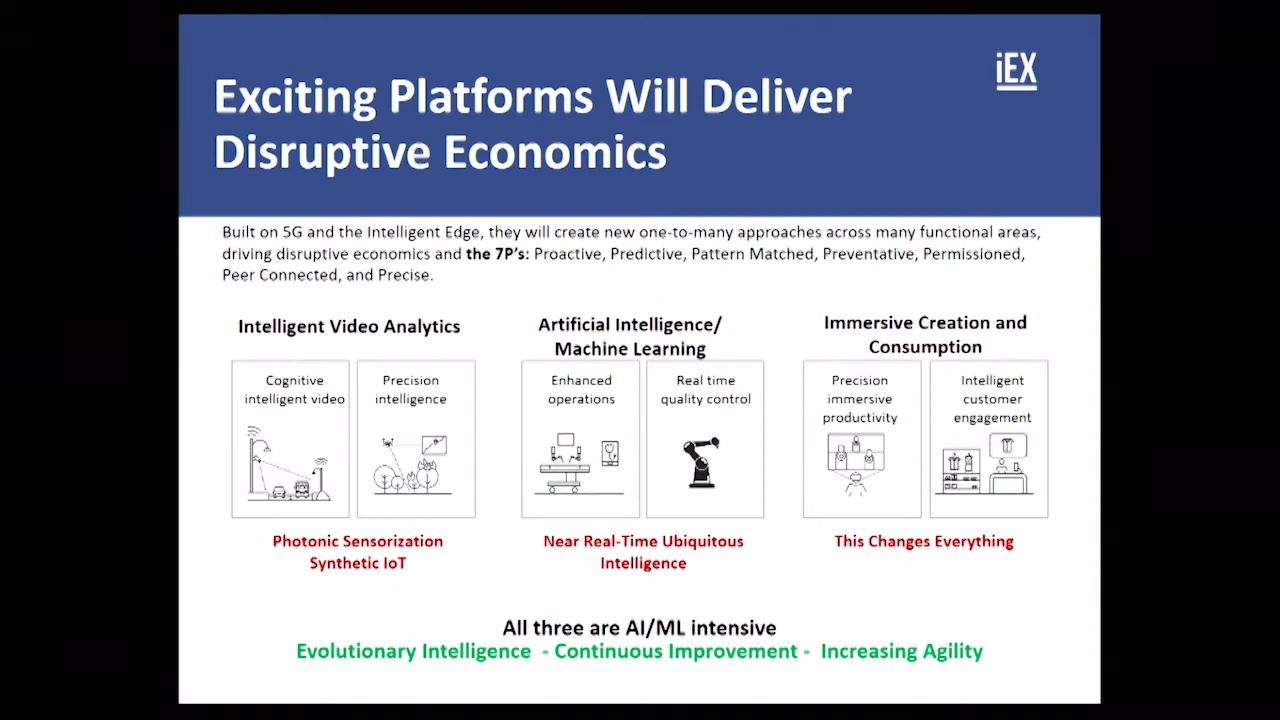 iEX
Exciting Platforms Will Deliver
Disruptive Economics
Built on 5G and the Intelligent Edge, they will create new one-to-many approaches across many functional areas,
driving disruptive economics and the 7P's: Proactive, Predictive, Pattern Matched, Preventative, Permissioned,
Peer Connected, and Precise.
Intelligent Video Analytics
Cognitive
intelligent video
Precision
intelligence
Photonic Sensorization
Synthetic IoT
Artificial Intelligence/
Machine Learning
Enhanced
operations
Real time
quality control
Near Real-Time Ubiquitous
Intelligence
Immersive Creation and
Consumption
Precision
immersive
productivity
Intelligent
customer
engagement
This Changes Everything
All three are AI/ML intensive
Evolutionary Intelligence - Continuous Improvement - Increasing Agility